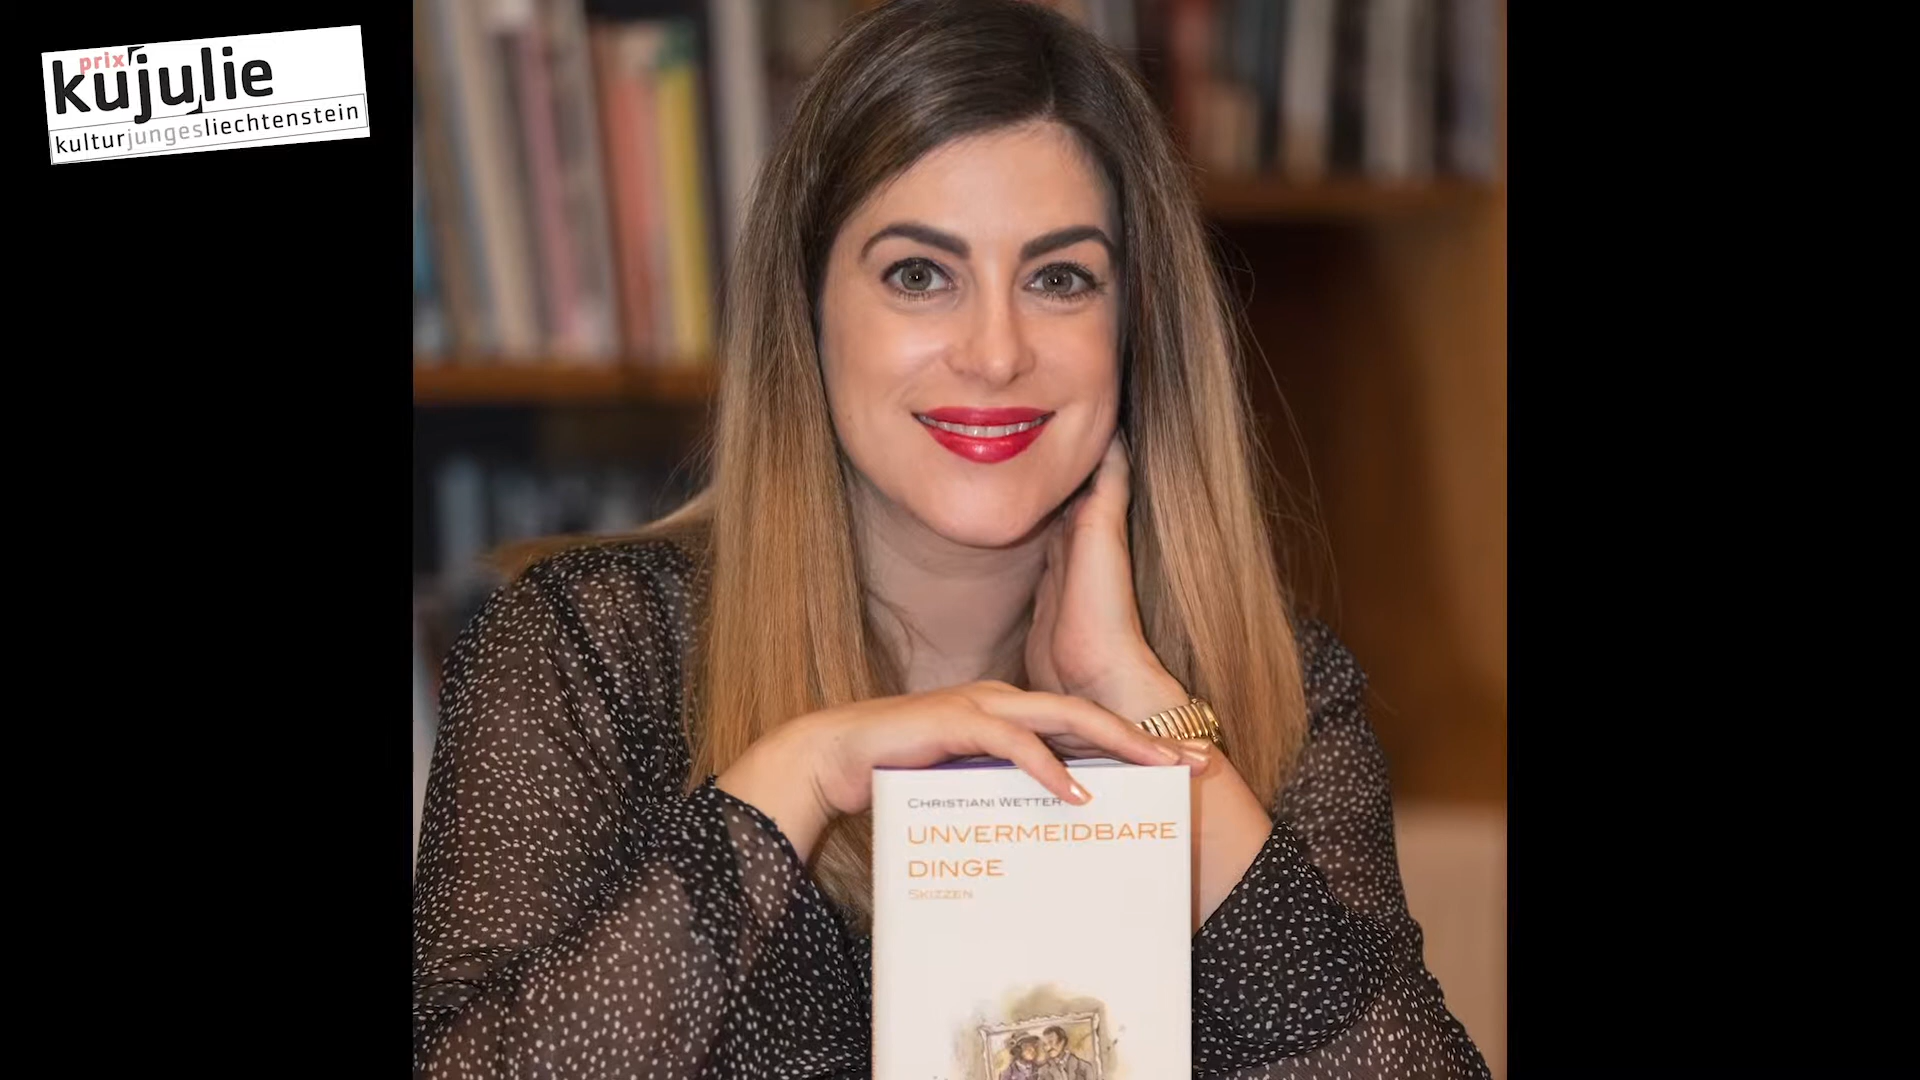 prix
kujulie
kulturjungesliechtenstein
CHRISTIANI WETTER
UNVERMEIDBARE
DINGE
SKIZZEN